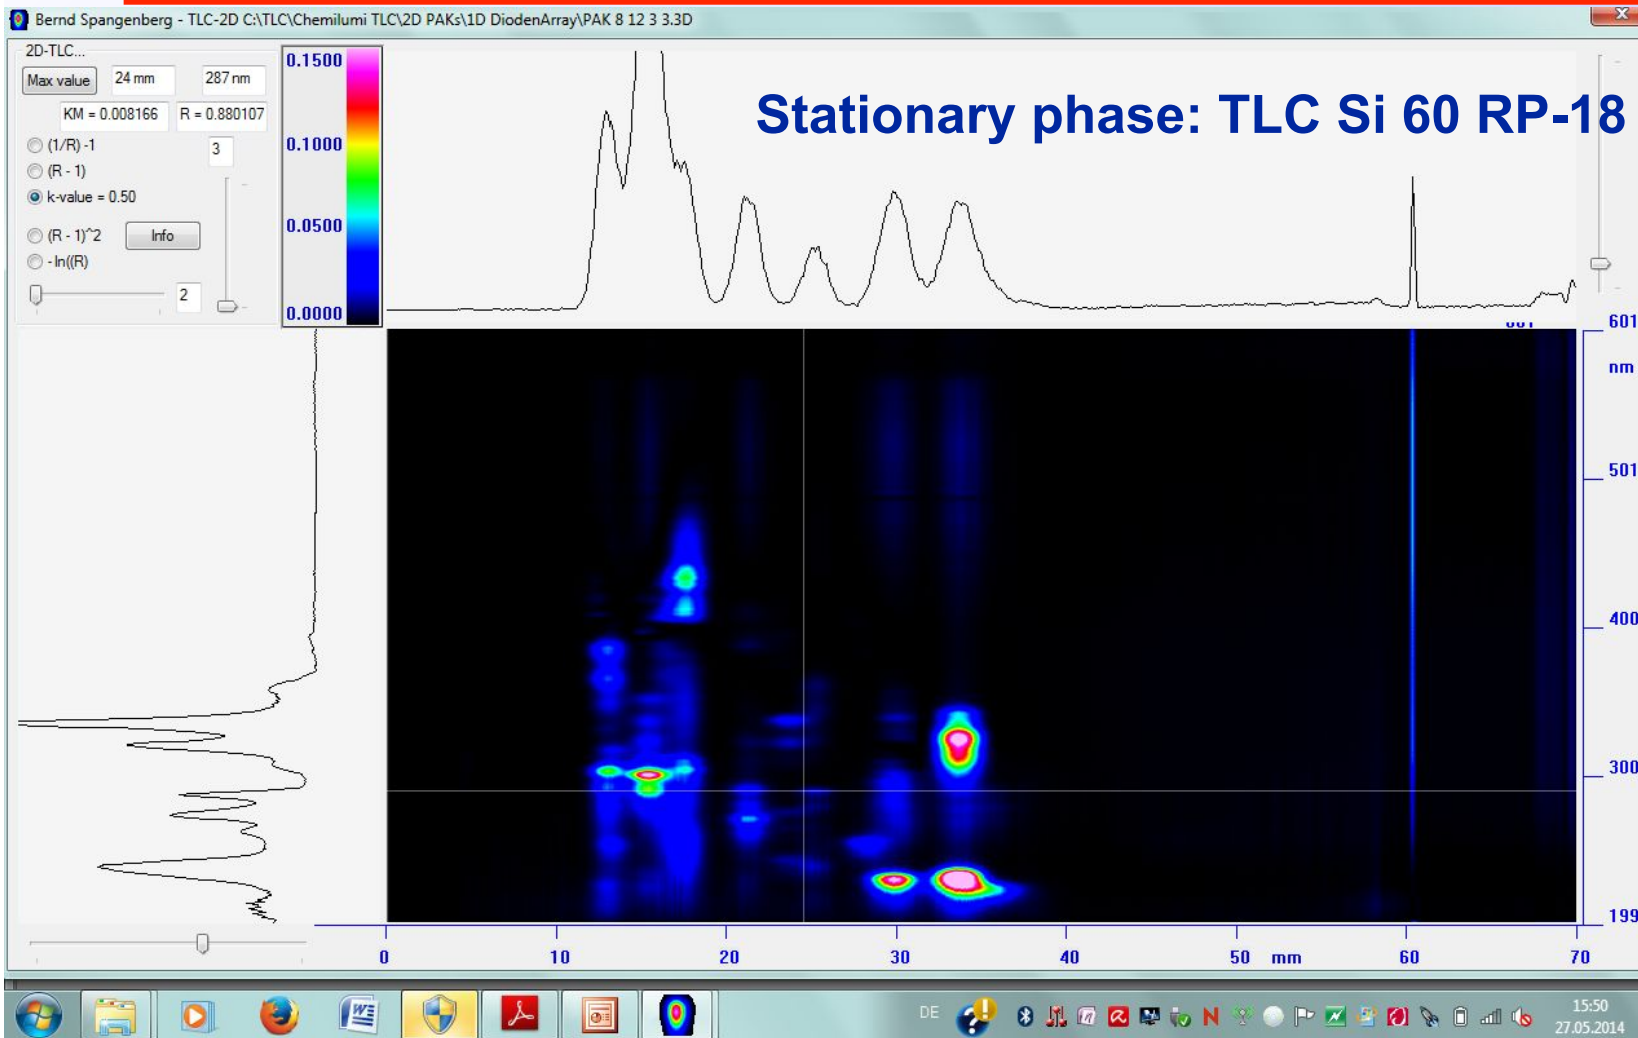 Bernd Spangenberg - TLC-2D C:\TLC\Chemilumi TLC\2D PAKs\1D DiodenArray\PAK 8 12 3 3.3D
2D-TLC...
Max value 24 mm 287 nm
KM = 0.008166 R = 0.880107
(1/R) -1 3
(R - 1)
k-value = 0.50
(R - 1)^2 Info
- ln((R)
2
0.1500
0.1000
0.0500
0.0000
Stationary phase: TLC Si 60 RP-18
601
nm
501
400
300
199
0 10 20 30 40 50 mm 60 70
DE
15:50
27.05.2014